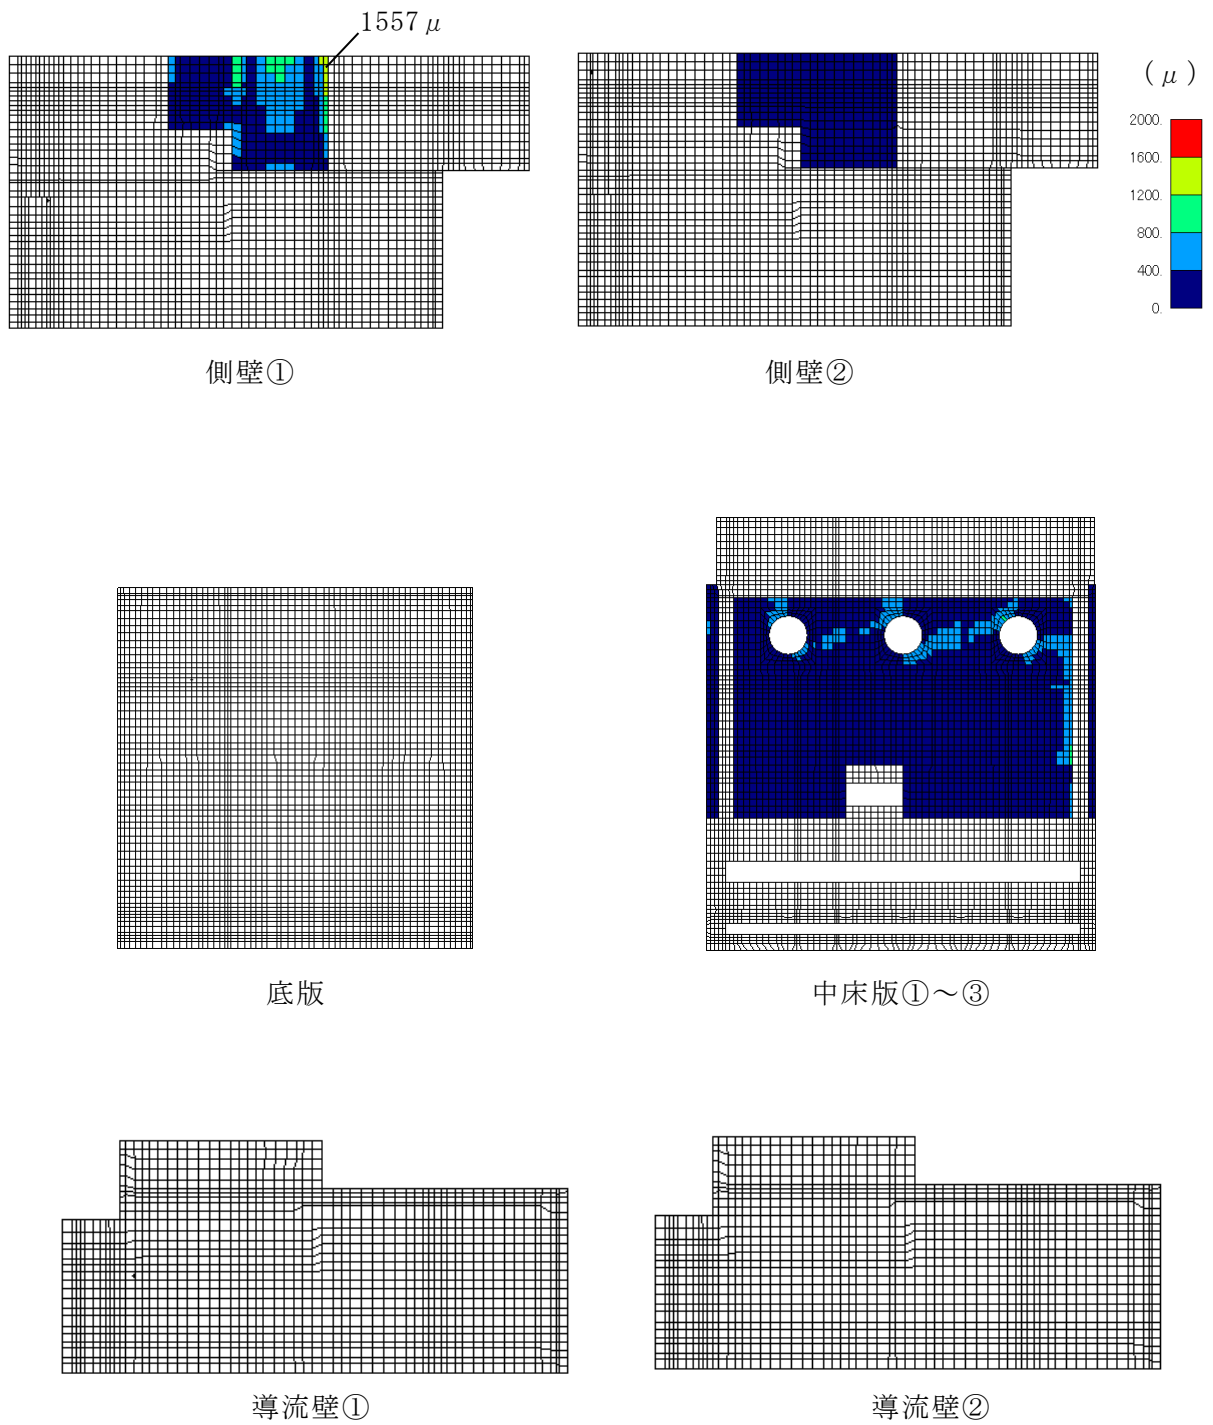 1557μ
(μ)
2000.
1600.
1200.
800.
400.
0.
側壁①
側壁②
底版
中床版①～③
導流壁①
導流壁②